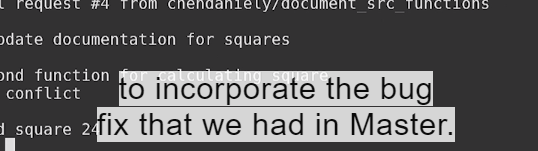 l request #4 from chendaniely/document_src_functions
pdate documentation for squares
ond function for calculating square
conflict
d square 24
to incorporate the bug
fix that we had in Master.